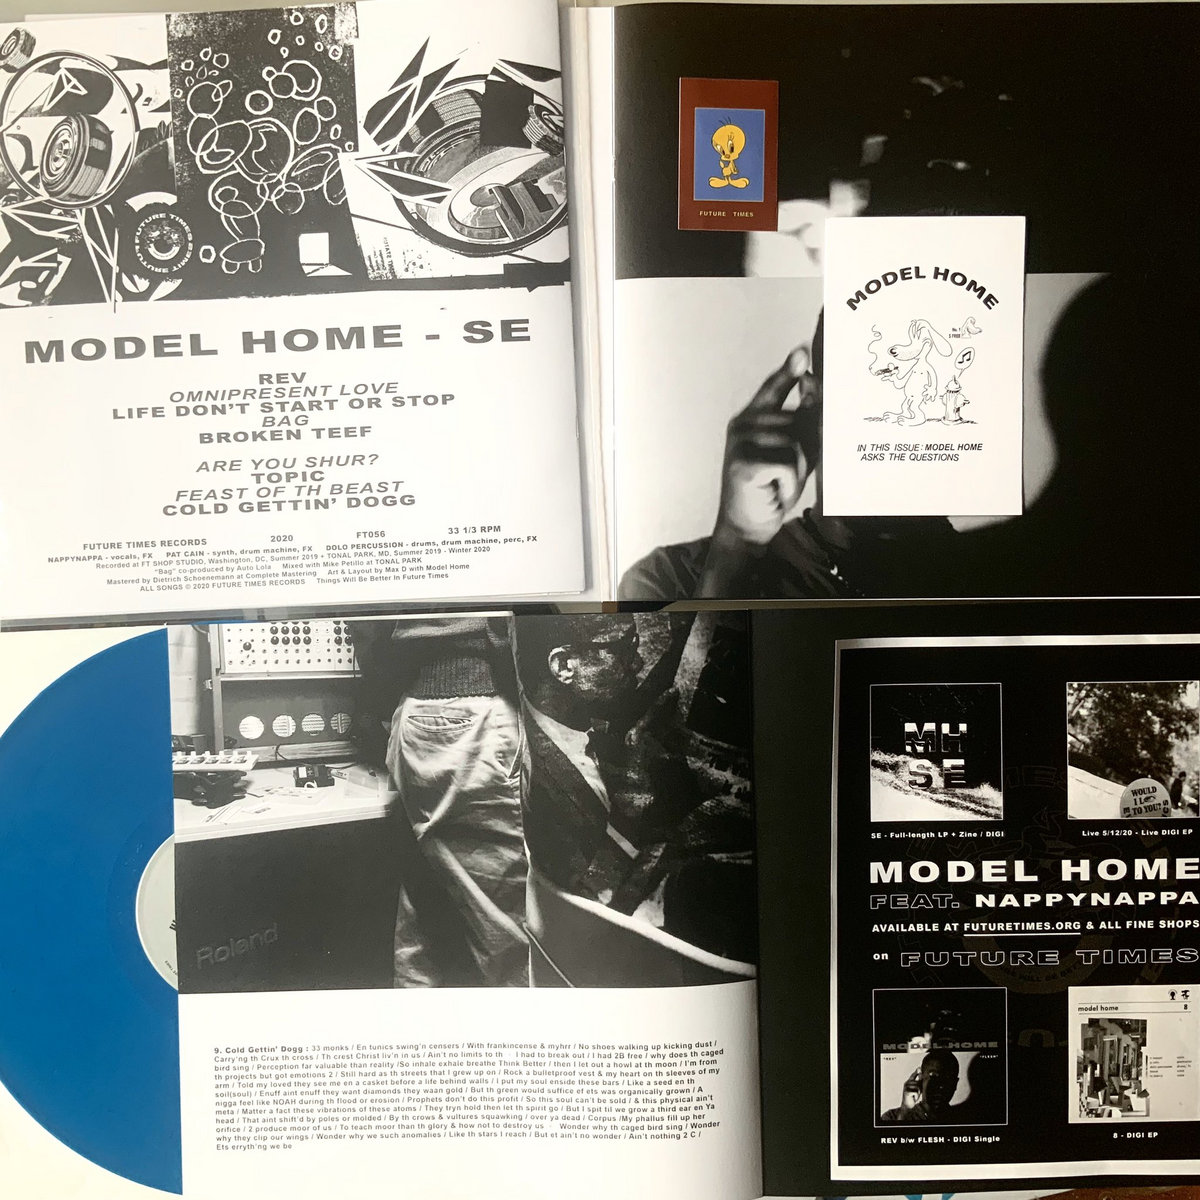 FUTURE TIMES
MODEL HOME - SE
REV
OMNIPRESENT LOVE
LIFE DON'T START OR STOP
BAG
BROKEN TEEF
ARE YOU SHUR?
TOPIC
FEAST OF TH BEAST
COLD GETTIN' DOGG
FUTURE TIMES RECORDS 2020 FT056 33 1/3 RPM
NAPPYNAPPA - vocals, FX PAT CAIN - synth, drum machine, FX DOLO PERCUSSION - drums, drum machine, perc, FX
Recorded at FT SHOP STUDIO, Washington, DC, Summer 2019 + TONAL PARK, MD, Summer 2019 - Winter 2020
"Bag" co-produced by Auto Lola Mixed with Mike Petillo at TONAL PARK
Mastered by Dietrich Schoenemann at Complete Mastering Art & Layout by Max D with Model Home
ALL SONGS © 2020 FUTURE TIMES RECORDS Things Will Be Better In Future Times
FUTURE TIMES
MODEL HOME
No. 1
$ FREE
IN THIS ISSUE: MODEL HOME
ASKS THE QUESTIONS
Roland
9. Cold Gettin' Dogg : 33 monks / En tunics swing'n censers / With frankincense & myhrr / No shoes walking up kicking dust /
Carry'ng th Crux th cross / Th crest Christ liv'n in us / Ain't no limits to th I had to break out / I had 2B free / why does th caged
bird sing / Perception far valuable than reality /So inhale exhale breathe Think Better / then I let out a howl at th moon / I'm from
th projects but got emotions 2 / Still hard as th streets that I grew up on / Rock a bulletproof vest & my heart on th sleeves of my
arm / Told my loved they see me en a casket before a life behind walls / I put my soul enside these bars / Like a seed en th
soil(soul) / Enuff aint enuff they want diamonds they waan gold / But th green would suffice ef ets was organically grown / A
nigga feel like NOAH during th flood or erosion / Prophets don't do this profit / So this soul can't be sold / & this physical ain't
meta / Matter a fact these vibrations of these atoms / They tryn hold then let th spirit go / But I spit til we grow a third ear en Ya
head / That aint shift'd by poles or molded / By th crows & vultures squawking / over ya dead / Corpus /My phallus fill up her
orifice / 2 produce moor of us / To teach moor than th glory & how not to destroy us Wonder why th caged bird sing / Wonder
why they clip our wings / Wonder why we such anomalies / Like th stars I reach / But et ain't no wonder / Ain't nothing 2 C /
Ets erryth'ng we be
MH
SE
SE - Full-length LP + Zine / DIGI
WOULD
I L
TO YOU?
Live 5/12/20 - Live DIGI EP
MODEL HOME
FEAT. NAPPYNAPPA
AVAILABLE AT FUTURETIMES.ORG & ALL FINE SHOPS
on FUTURE TIMES
MODEL HOME
"REV" "FLESH"
REV b/w FLESH - DIGI Single
model home 8
8 - DIGI EP